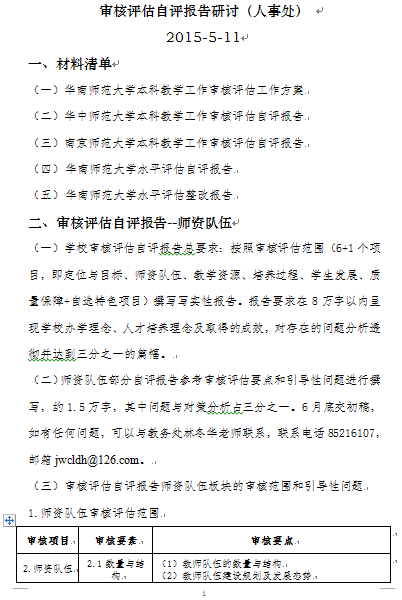 审核评估自评报告研讨（人事处）
2015-5-11
一、材料清单
（一）华南师范大学本科教学工作审核评估工作方案
（二）华中师范大学本科教学工作审核评估自评报告
（三）南京师范大学本科教学工作审核评估自评报告
（四）华南师范大学水平评估自评报告
（五）华南师范大学水平评估整改报告
二、审核评估自评报告--师资队伍
（一）学校审核评估自评报告总要求：按照审核评估范围（6+1个项
目，即定位与目标、师资队伍、教学资源、培养过程、学生发展、质
量保障+自选特色项目）撰写写实性报告。报告要求在8万字以内呈
现学校办学理念、人才培养理念及取得的成效，对存在的问题分析透
彻并达到三分之一的篇幅。
（二）师资队伍部分自评报告参考审核评估要点和引导性问题进行撰
写，约1.5万字，其中问题与对策分析占三分之一。6月底交初稿，
如有任何问题，可以与教务处林冬华老师联系，联系电话85216107，
邮箱jwcldh@126.com。
（三）审核评估自评报告师资队伍板块的审核范围和引导性问题
1.师资队伍审核评估范围
审核项目 审核要素 审核要点
2.师资队伍 2.1数量与结构 （1）教师队伍的数量与结构
（2）教师队伍建设规划及发展态势
1